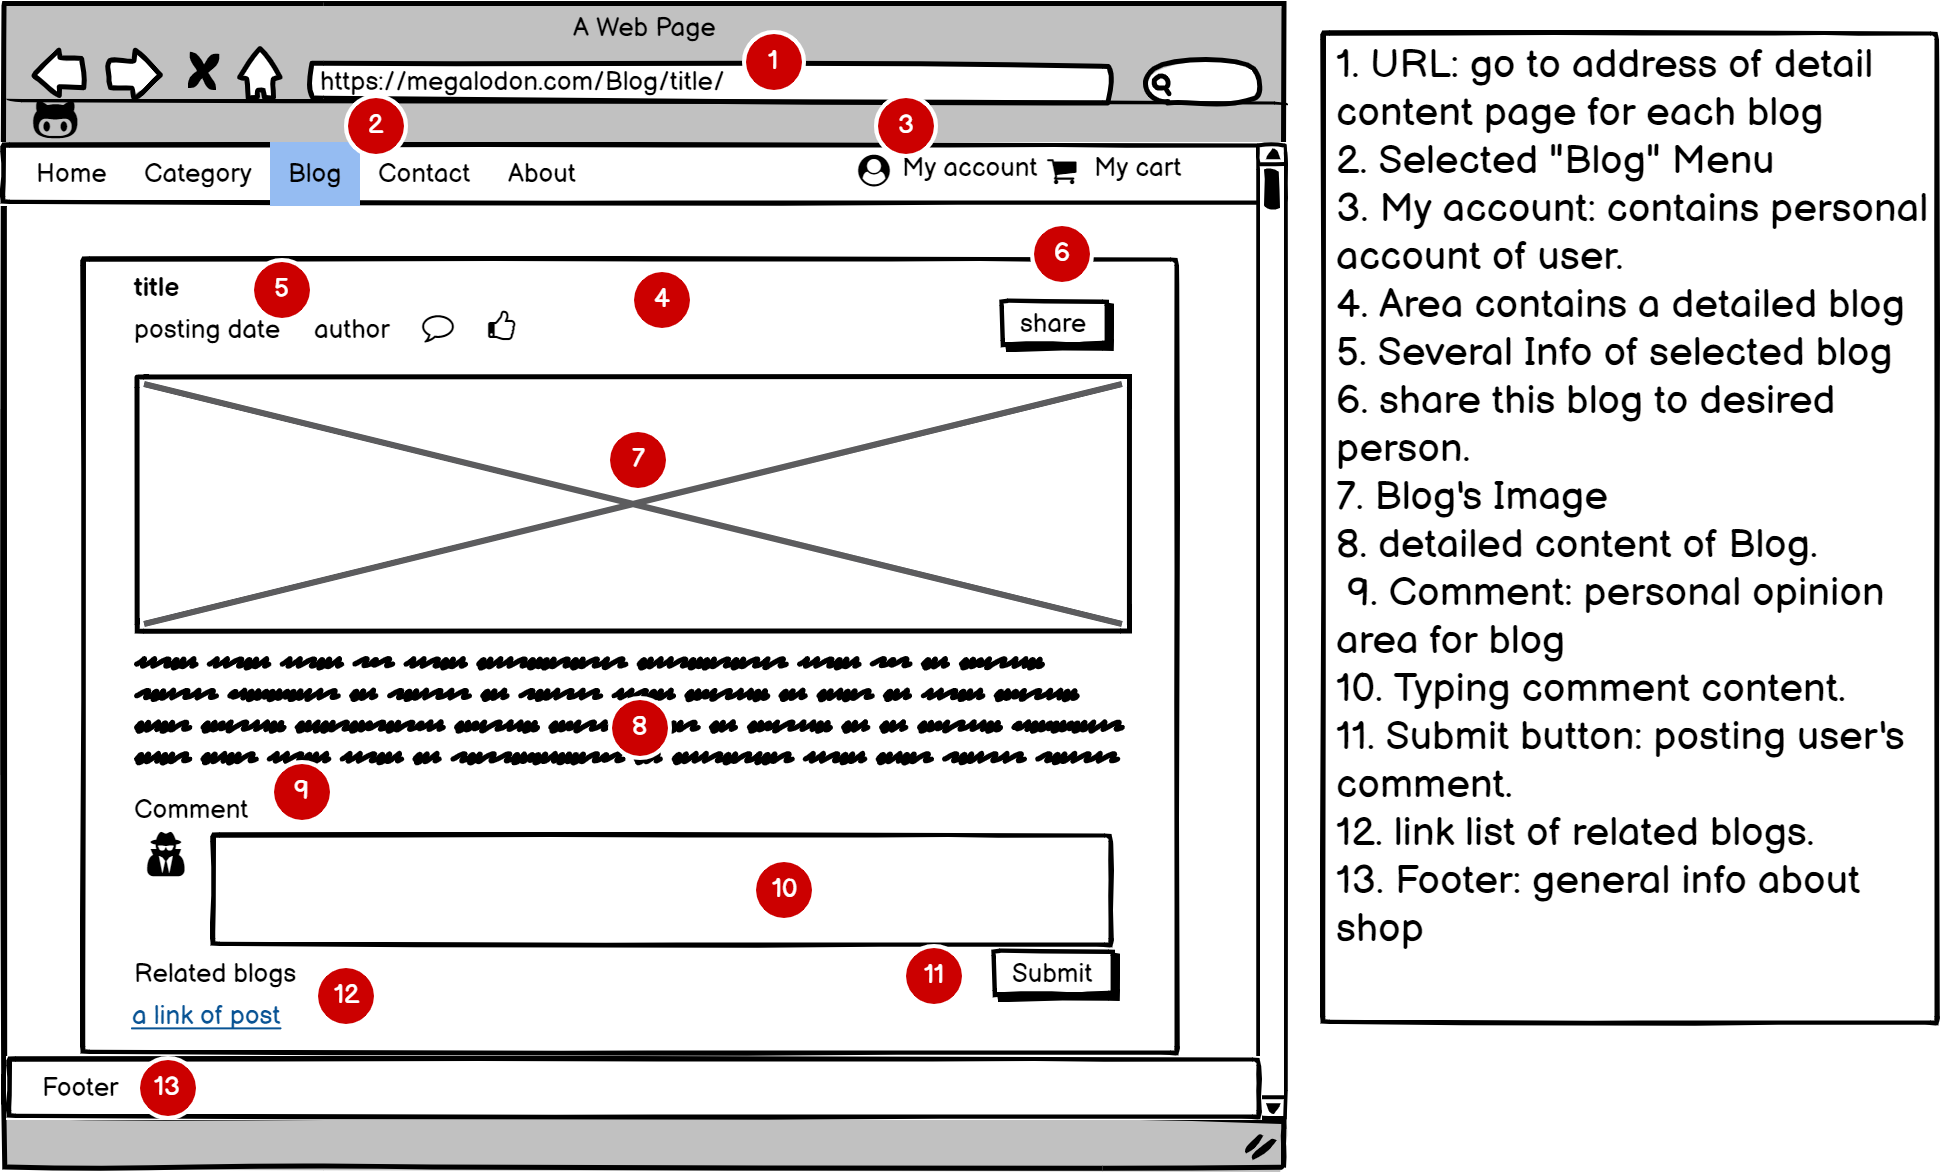 A Web Page
1
https://megalodon.com/Blog/title/
2
3
Home Category Blog Contact About My account My cart
6
title 5 4
posting date author share
7
8
9
Comment
10
Related blogs 12 11 Submit
a link of post
Footer 13
1. URL: go to address of detail
content page for each blog
2. Selected "Blog" Menu
3. My account: contains personal
account of user.
4. Area contains a detailed blog
5. Several Info of selected blog
6. share this blog to desired
person.
7. Blog's Image
8. detailed content of Blog.
9. Comment: personal opinion
area for blog
10. Typing comment content.
11. Submit button: posting user's
comment.
12. link list of related blogs.
13. Footer: general info about
shop